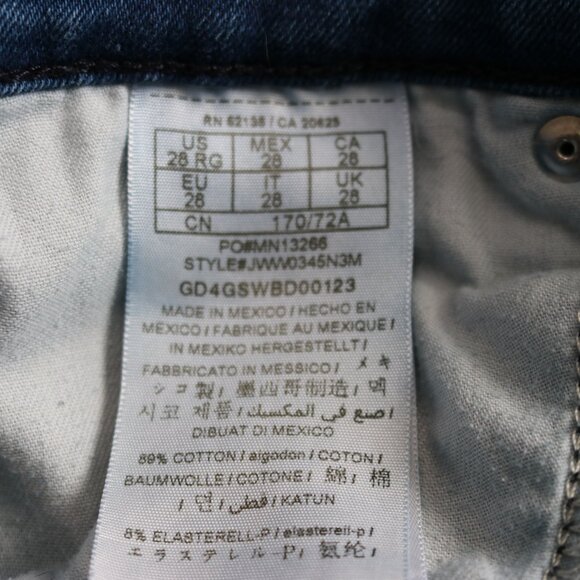 RN 62138 / CA 20625
US MEX CA
28 RG 28 28
EU IT UK
28 28 28
CN 170/72A
PO#MN13266
STYLE#JWW0345N3M
GD4GSWBD00123
MADE IN MEXICO / HECHO EN
MÉXICO / FABRIQUE AU MEXIQUE /
IN MEXIKO HERGESTELLT /
FABBRICATO IN MESSICO / メキ
シコ製 / 墨西哥制造 / 멕
시코 제품 / صنع في المكسيك /
DIBUAT DI MEXICO
89% COTTON / algodon / COTON /
BAUMWOLLE / COTONE / 綿 / 棉
/ 면 / قطن / KATUN
8% ELASTERELL-P / elasterell-p /
エラステレル-P / 氨纶 /